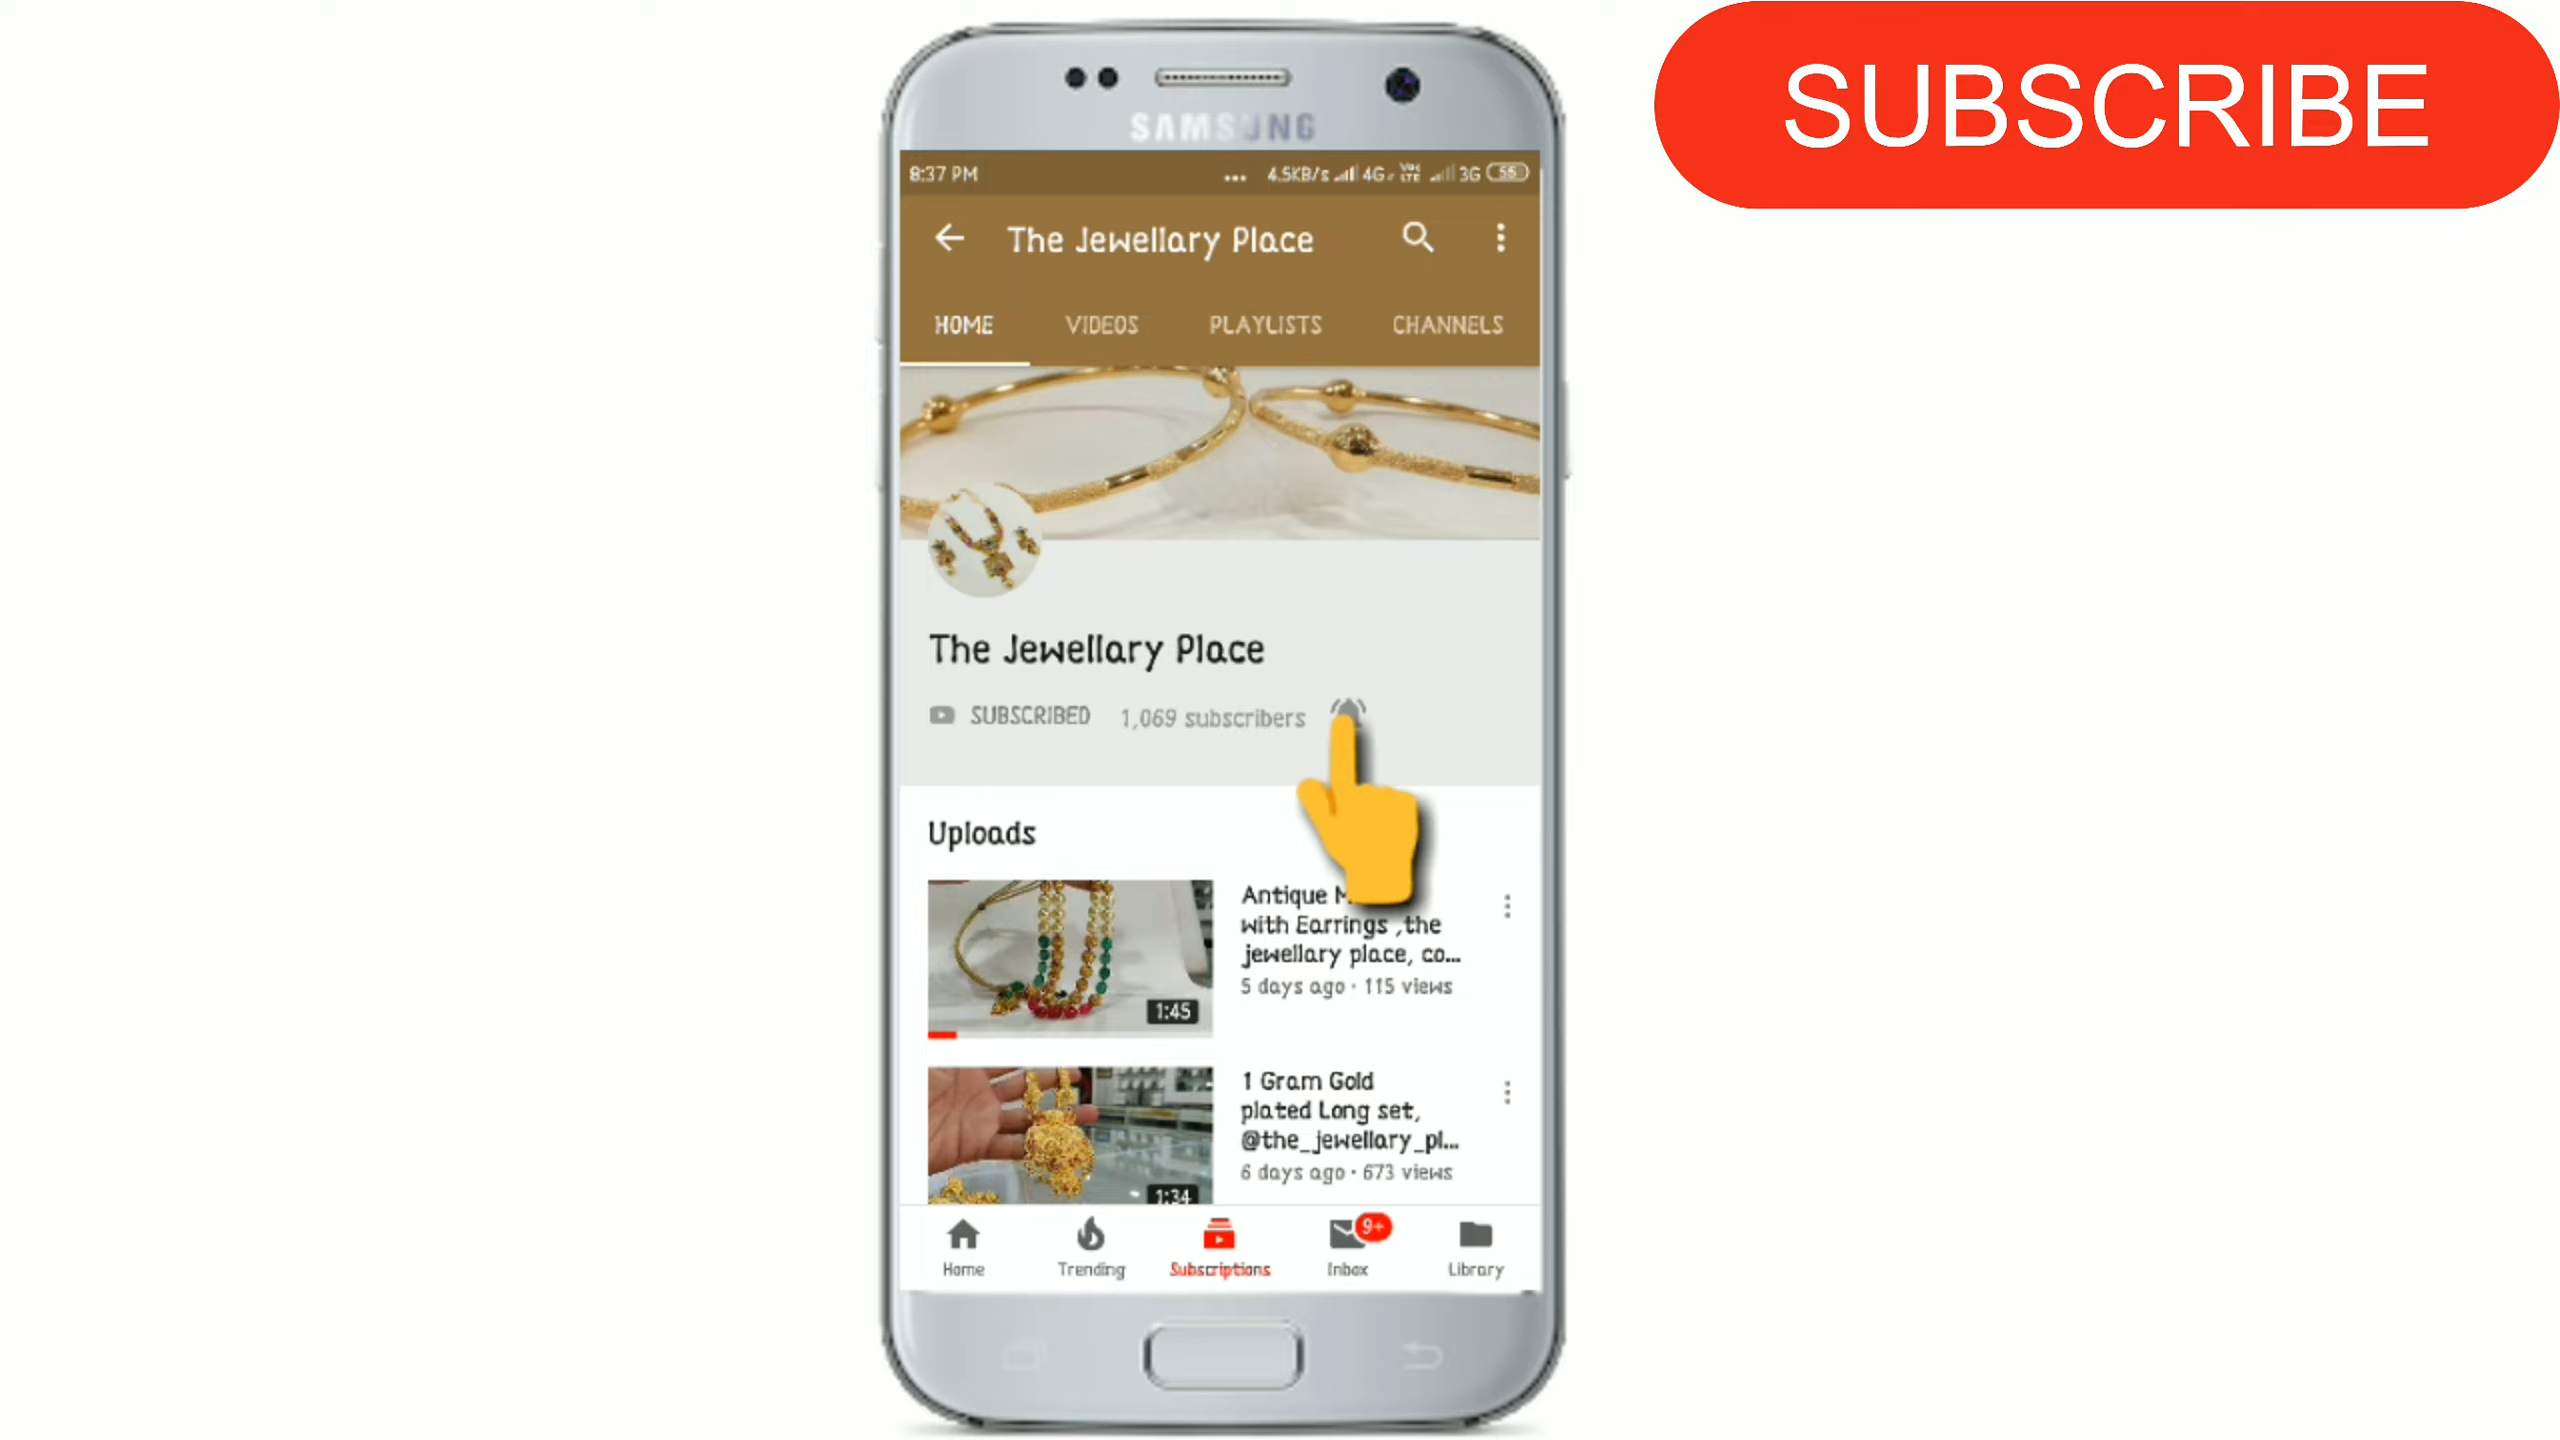 SUBSCRIBE
SAMSUNG
8:37 PM ... 4.5KB/s 4G VoLTE 3G 55
The Jewellary Place
HOME VIDEOS PLAYLISTS CHANNELS
The Jewellary Place
SUBSCRIBED 1,069 subscribers
Uploads
Antique
with Earrings ,the
jewellary place, co...
5 days ago · 115 views
1:45
1 Gram Gold
plated Long set,
@the_jewellary_pl...
6 days ago · 673 views
1:34
9+
Home Trending Subscriptions Inbox Library